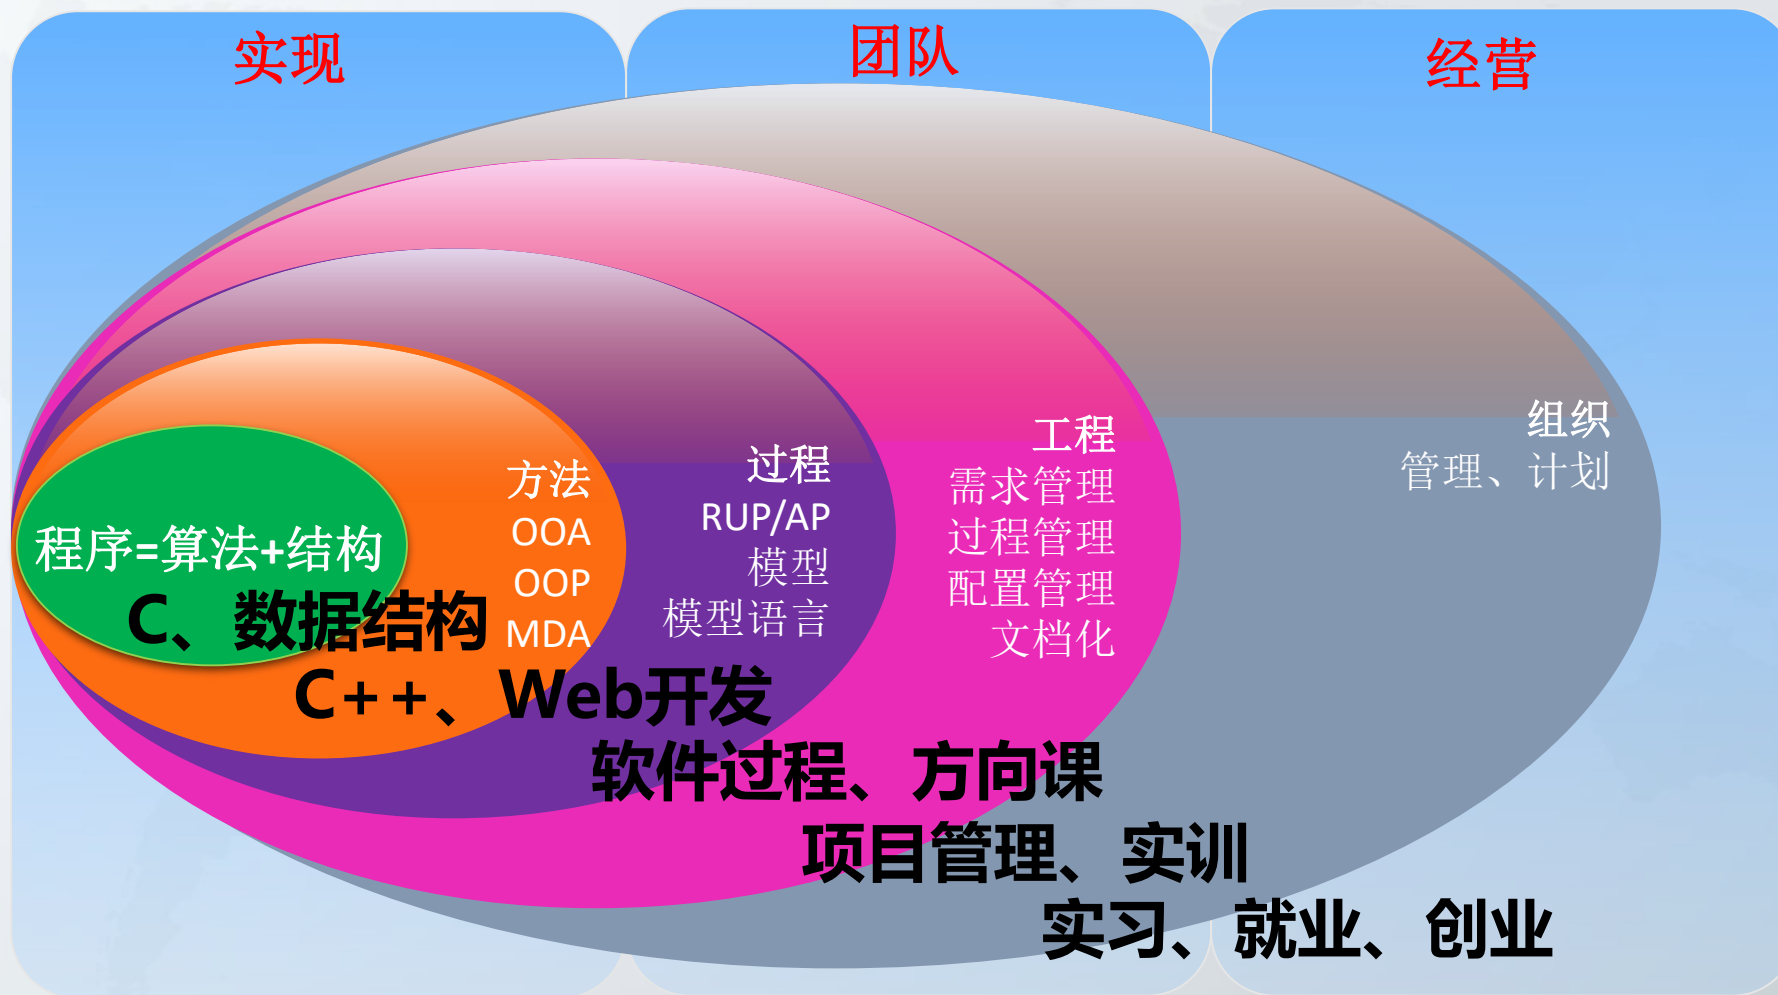 实现
团队
经营
程序=算法+结构
方法
OOA
OOP
MDA
过程
RUP/AP
模型
模型语言
工程
需求管理
过程管理
配置管理
文档化
组织
管理、计划
C、数据结构
C++、Web开发
软件过程、方向课
项目管理、实训
实习、就业、创业